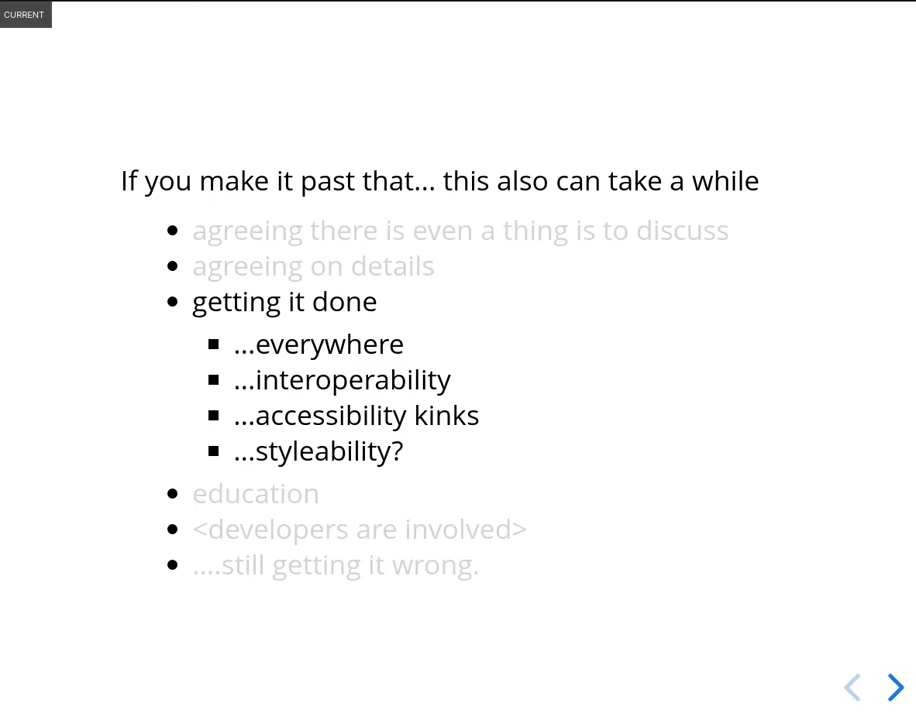 CURRENT
If you make it past that... this also can take a while
agreeing there is even a thing is to discuss
agreeing on details
getting it done
...everywhere
...interoperability
...accessibility kinks
...styleability?
education
<developers are involved>
....still getting it wrong.